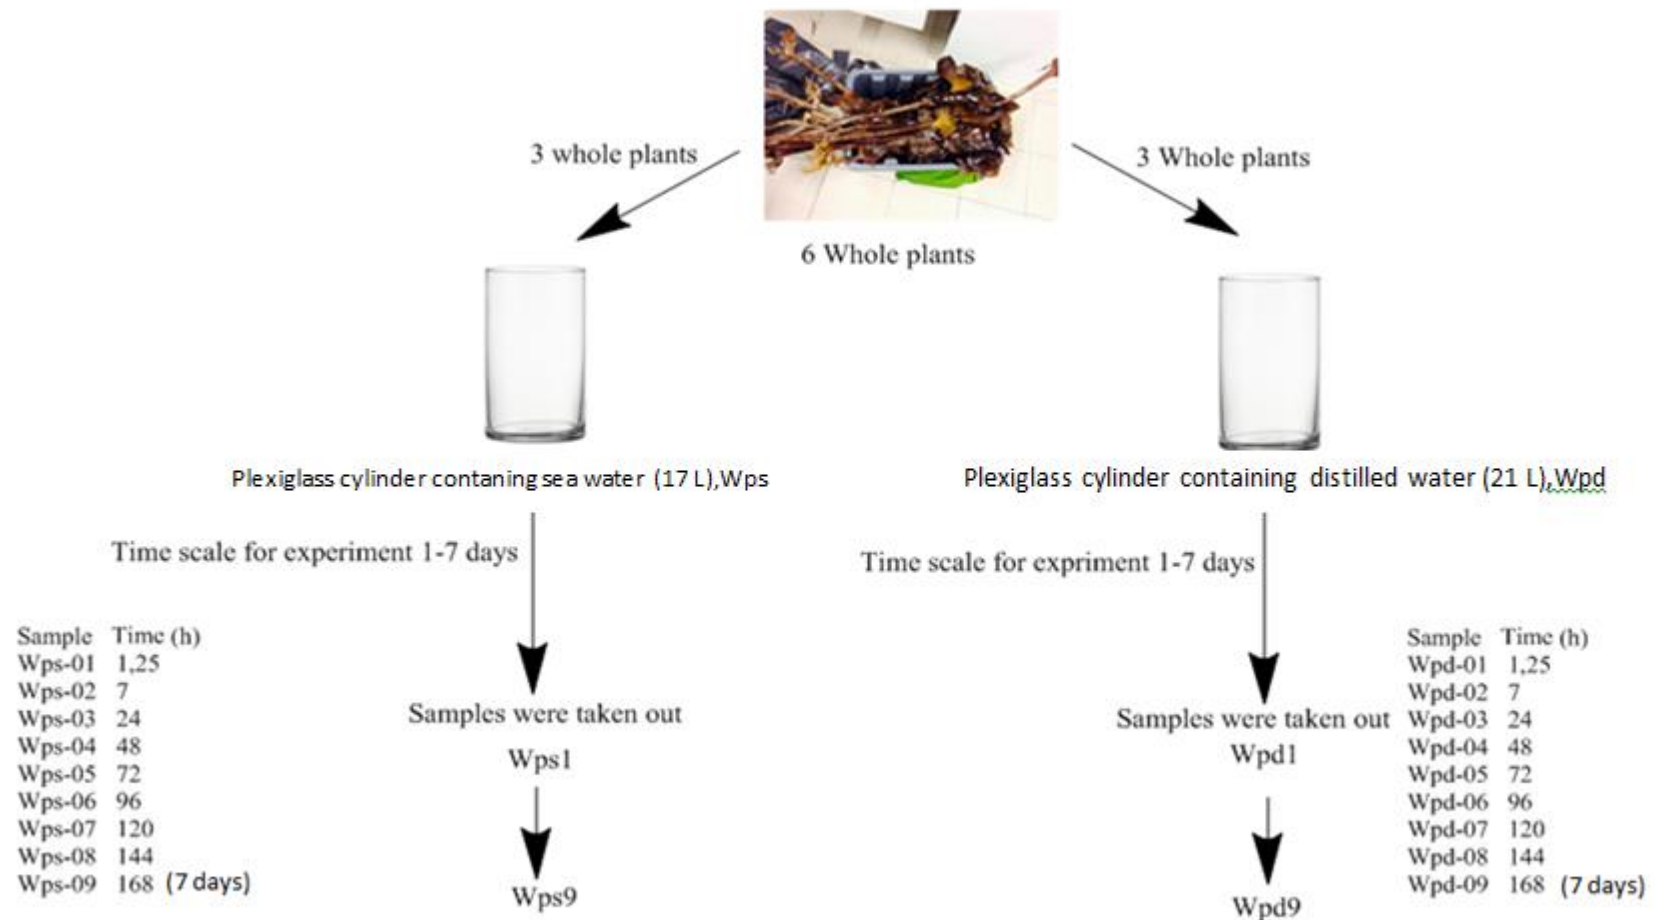 3 whole plants
3 Whole plants
6 Whole plants
Plexiglass cylinder contaning sea water (17 L),Wps
Plexiglass cylinder containing distilled water (21 L),Wpd
Time scale for experiment 1-7 days
Time scale for expriment 1-7 days
Sample Time (h)
Wps-01 1,25
Wps-02 7
Wps-03 24
Wps-04 48
Wps-05 72
Wps-06 96
Wps-07 120
Wps-08 144
Wps-09 168 (7 days)
Samples were taken out
Wps1
Wps9
Samples were taken out
Wpd1
Wpd9
Sample Time (h)
Wpd-01 1,25
Wpd-02 7
Wpd-03 24
Wpd-04 48
Wpd-05 72
Wpd-06 96
Wpd-07 120
Wpd-08 144
Wpd-09 168 (7 days)